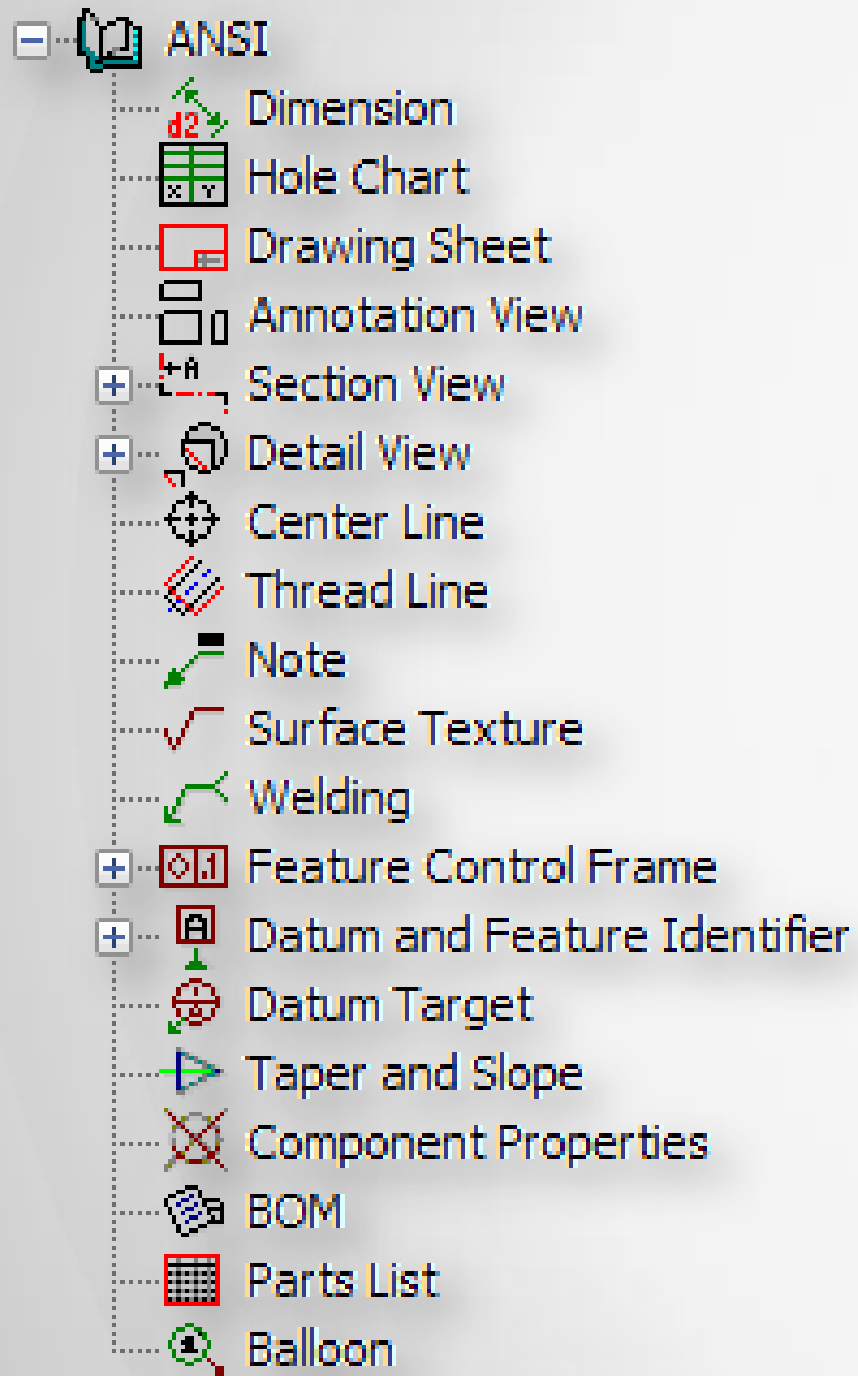 ANSI
Dimension
Hole Chart
Drawing Sheet
Annotation View
Section View
Detail View
Center Line
Thread Line
Note
Surface Texture
Welding
Feature Control Frame
Datum and Feature Identifier
Datum Target
Taper and Slope
Component Properties
BOM
Parts List
Balloon